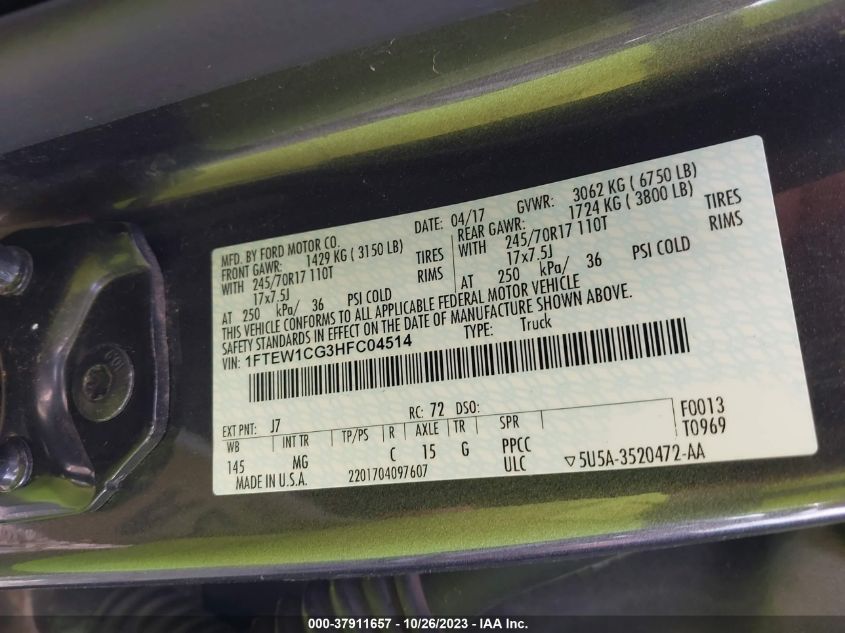 MFD. BY FORD MOTOR CO.
DATE: 04/17 GVWR: 3062 KG ( 6750 LB)
FRONT GAWR: 1429 KG ( 3150 LB) REAR GAWR: 1724 KG ( 3800 LB)
WITH 245/70R17 110T TIRES WITH 245/70R17 110T TIRES
17x7.5J RIMS 17x7.5J RIMS
AT 250 kPa/ 36 PSI COLD AT 250 kPa/ 36 PSI COLD
THIS VEHICLE CONFORMS TO ALL APPLICABLE FEDERAL MOTOR VEHICLE
SAFETY STANDARDS IN EFFECT ON THE DATE OF MANUFACTURE SHOWN ABOVE.
VIN: 1FTEW1CG3HFC04514 TYPE: Truck
EXT PNT: J7 RC: 72 DSO: F0013
WB INT TR TP/PS R AXLE TR SPR T0969
145 MG C 15 G PPCC
ULC
MADE IN U.S.A. 2201704097607 ▽5U5A-3520472-AA
000-37911657 - 10/26/2023 - IAA Inc.